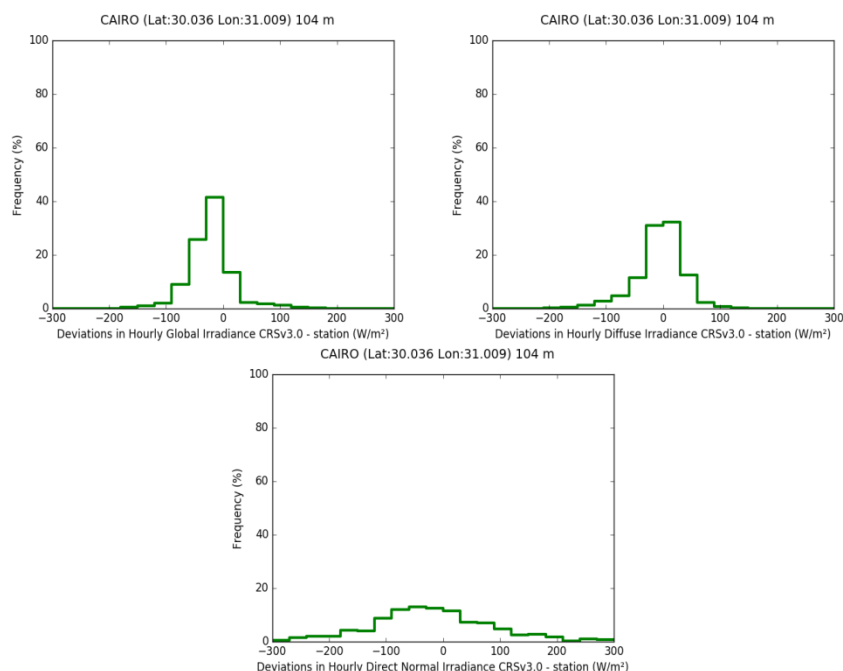 CAIRO (Lat:30.036 Lon:31.009) 104 m
100
80
60
40
20
0
Frequency (%)
−300 −200 −100 0 100 200 300
Deviations in Hourly Global Irradiance CRSv3.0 - station (W/m²)
CAIRO (Lat:30.036 Lon:31.009) 104 m
100
80
60
40
20
0
Frequency (%)
−300 −200 −100 0 100 200 300
Deviations in Hourly Diffuse Irradiance CRSv3.0 - station (W/m²)
CAIRO (Lat:30.036 Lon:31.009) 104 m
100
80
60
40
20
0
Frequency (%)
−300 −200 −100 0 100 200 300
Deviations in Hourly Direct Normal Irradiance CRSv3.0 - station (W/m²)